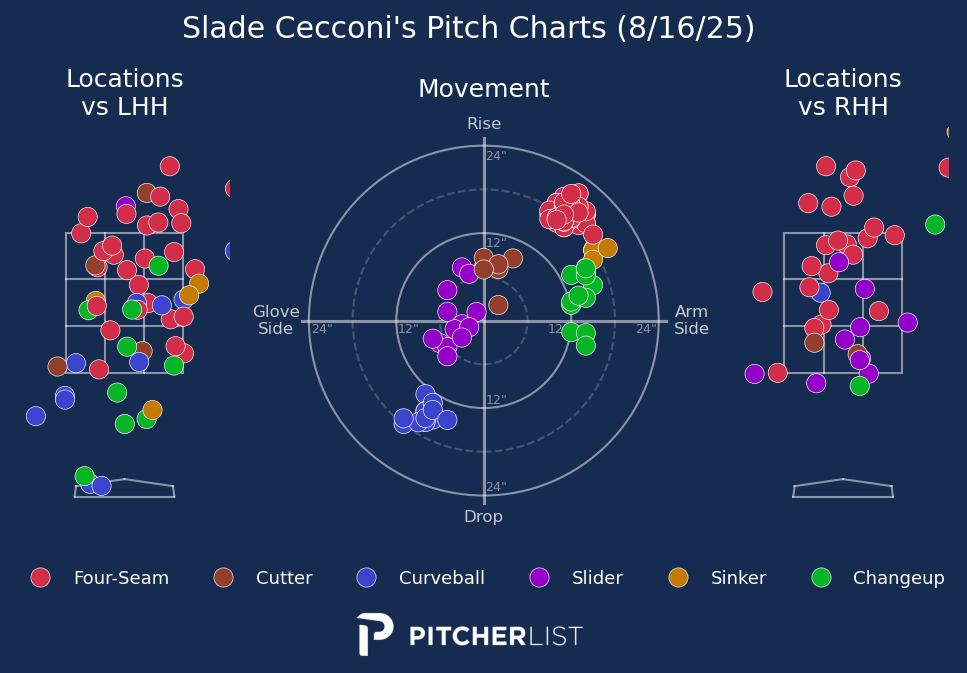 Slade Cecconi's Pitch Charts (8/16/25)
Locations
vs LHH
Movement
Locations
vs RHH
Rise
24"
12"
Glove
Side
24"
12"
12"
24"
Arm
Side
12"
24"
Drop
Four-Seam
Cutter
Curveball
Slider
Sinker
Changeup
PITCHERLIST